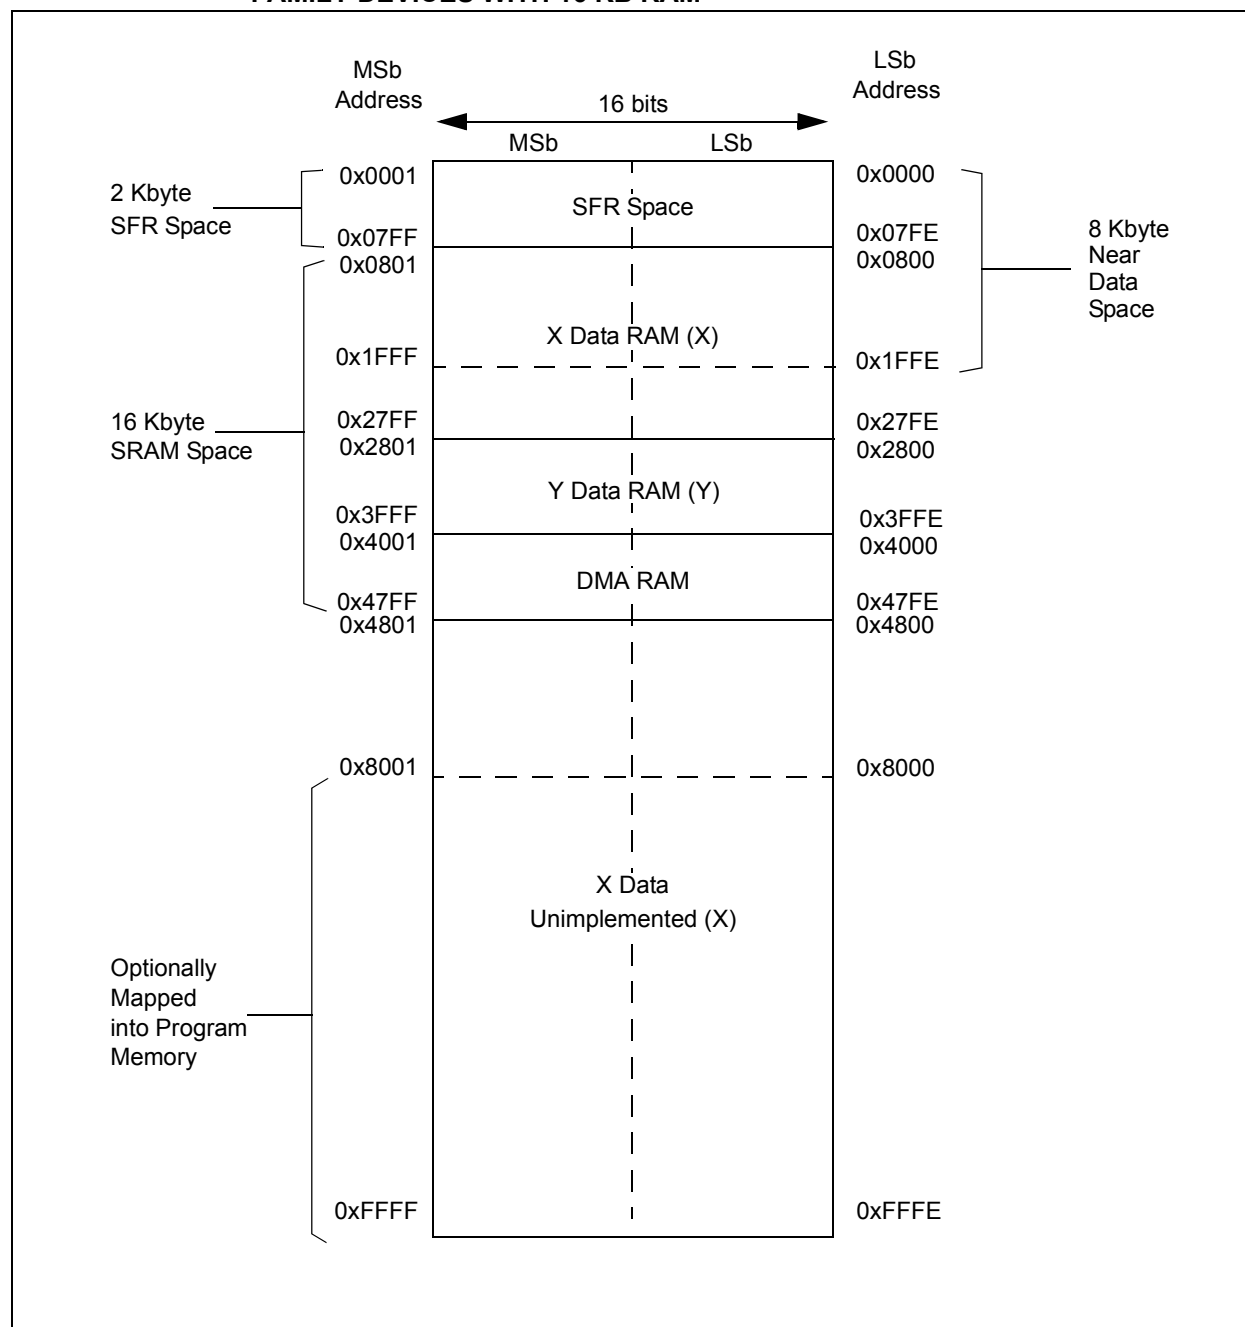 FAMILY DEVICES WITH 16 KB RAM
MSb
Address
LSb
Address
16 bits
MSb
LSb
2 Kbyte
SFR Space
0x0001
0x0000
SFR Space
0x07FF
0x07FE
0x0801
0x0800
8 Kbyte
Near
Data
Space
X Data RAM (X)
0x1FFF
0x1FFE
16 Kbyte
SRAM Space
0x27FF
0x27FE
0x2801
0x2800
Y Data RAM (Y)
0x3FFF
0x3FFE
0x4001
0x4000
DMA RAM
0x47FF
0x47FE
0x4801
0x4800
0x8001
0x8000
X Data
Unimplemented (X)
Optionally
Mapped
into Program
Memory
0xFFFF
0xFFFE